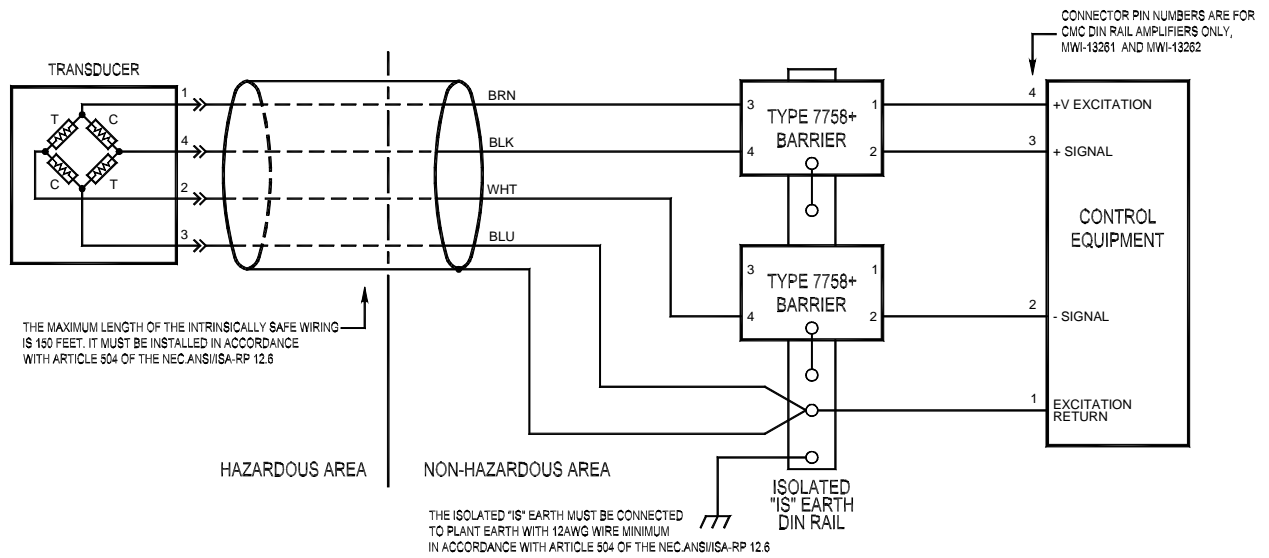 CONNECTOR PIN NUMBERS ARE FOR
CMC DIN RAIL AMPLIFIERS ONLY,
MWI-13261 AND MWI-13262
TRANSDUCER
T
C
C
T
1
4
2
3
BRN
BLK
WHT
BLU
3
TYPE 7758+
BARRIER
1
4
2
3
TYPE 7758+
BARRIER
1
4
2
4
+V EXCITATION
3
+ SIGNAL
CONTROL
EQUIPMENT
2
- SIGNAL
1
EXCITATION
RETURN
THE MAXIMUM LENGTH OF THE INTRINSICALLY SAFE WIRING
IS 150 FEET. IT MUST BE INSTALLED IN ACCORDANCE
WITH ARTICLE 504 OF THE NEC.ANSI/ISA-RP 12.6
HAZARDOUS AREA
NON-HAZARDOUS AREA
ISOLATED
"IS" EARTH
DIN RAIL
THE ISOLATED "IS" EARTH MUST BE CONNECTED
TO PLANT EARTH WITH 12AWG WIRE MINIMUM
IN ACCORDANCE WITH ARTICLE 504 OF THE NEC.ANSI/ISA-RP 12.6